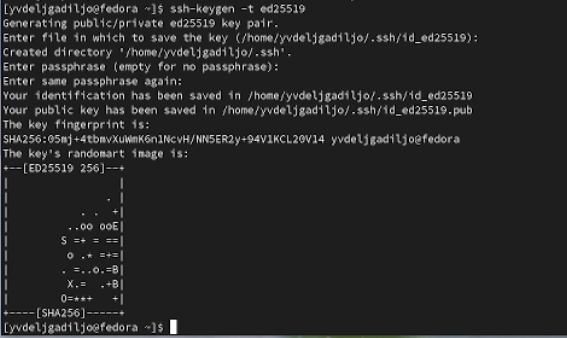 [yvdeljgadiljo@fedora ~]$ ssh-keygen -t ed25519
Generating public/private ed25519 key pair.
Enter file in which to save the key (/home/yvdeljgadiljo/.ssh/id_ed25519):
Created directory '/home/yvdeljgadiljo/.ssh'.
Enter passphrase (empty for no passphrase):
Enter same passphrase again:
Your identification has been saved in /home/yvdeljgadiljo/.ssh/id_ed25519
Your public key has been saved in /home/yvdeljgadiljo/.ssh/id_ed25519.pub
The key fingerprint is:
SHA256:05mj+4tbmvXuWmK6n1NcvH/NN5ER2y+94V1KCL20V14 yvdeljgadiljo@fedora
The key's randomart image is:
+--[ED25519 256]--+
|                 |
|               . |
|           . .  +|
|         ..oo ooE|
|        S =+ = ==|
|         o .* =+=|
|        . =..o.=B|
|         X.=  .+B|
|        O=**+   +|
+----[SHA256]-----+
[yvdeljgadiljo@fedora ~]$